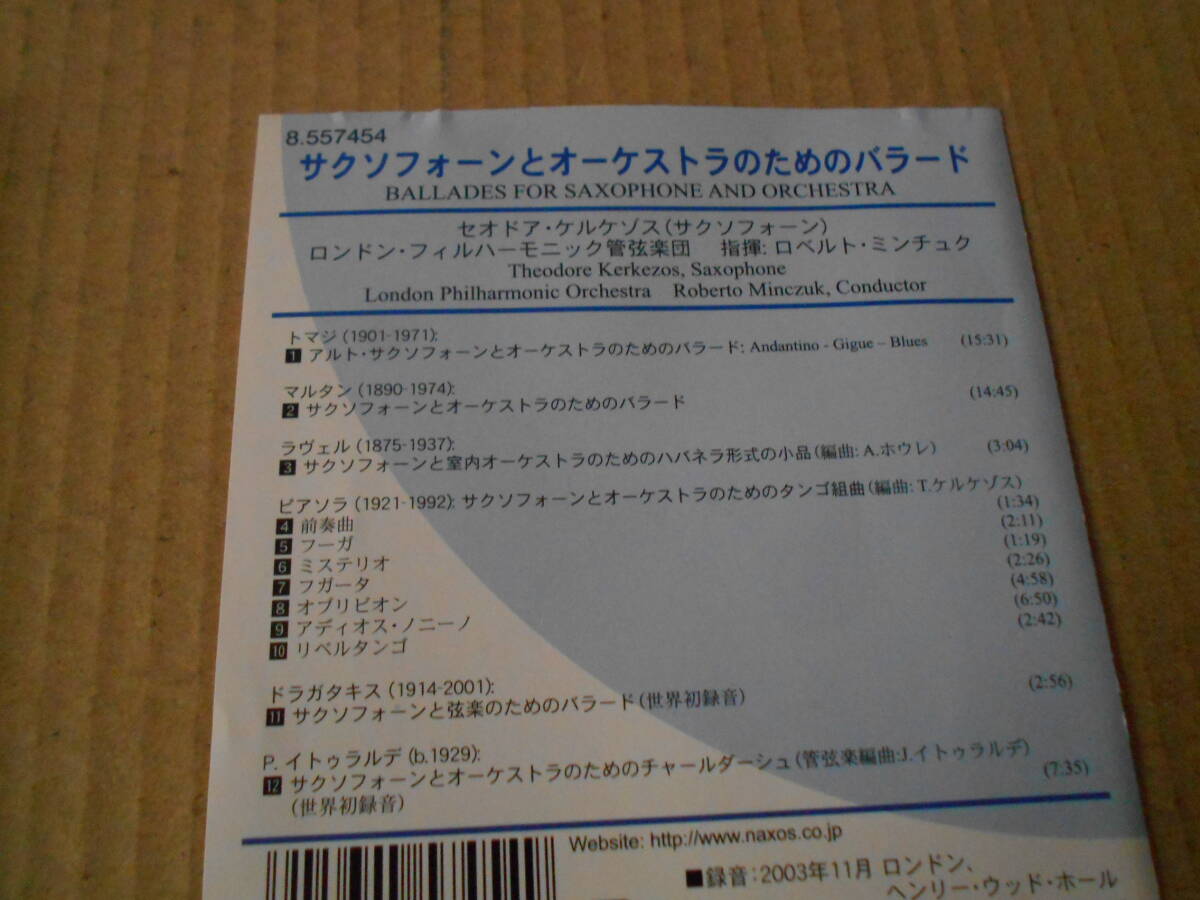 8.557454
サクソフォーンとオーケストラのためのバラード
BALLADES FOR SAXOPHONE AND ORCHESTRA
セオドア・ケルケゾス(サクソフォーン)
ロンドン・フィルハーモニック管弦楽団 指揮: ロベルト・ミンチュク
Theodore Kerkezos, Saxophone
London Philharmonic Orchestra Roberto Minczuk, Conductor
トマジ (1901-1971):
1 アルト・サクソフォーンとオーケストラのためのバラード: Andantino - Gigue – Blues (15:31)
マルタン (1890-1974):
2 サクソフォーンとオーケストラのためのバラード (14:45)
ラヴェル (1875-1937):
3 サクソフォーンと室内オーケストラのためのハバネラ形式の小品(編曲: A.ホウレ) (3:04)
ピアソラ (1921-1992): サクソフォーンとオーケストラのためのタンゴ組曲(編曲: T.ケルケゾス)
4 前奏曲 (1:34)
5 フーガ (2:11)
6 ミステリオ (1:19)
7 フガータ (2:26)
8 オブリビオン (4:58)
9 アディオス・ノニーノ (6:50)
10 リベルタンゴ (2:42)
ドラガタキス (1914-2001):
11 サクソフォーンと弦楽のためのバラード(世界初録音) (2:56)
P. イトゥラルデ (b.1929):
12 サクソフォーンとオーケストラのためのチャールダーシュ(管弦楽編曲:J.イトゥラルデ) (7:35)
(世界初録音)
Website: http://www.naxos.co.jp
■録音:2003年11月 ロンドン、
ヘンリー・ウッド・ホール